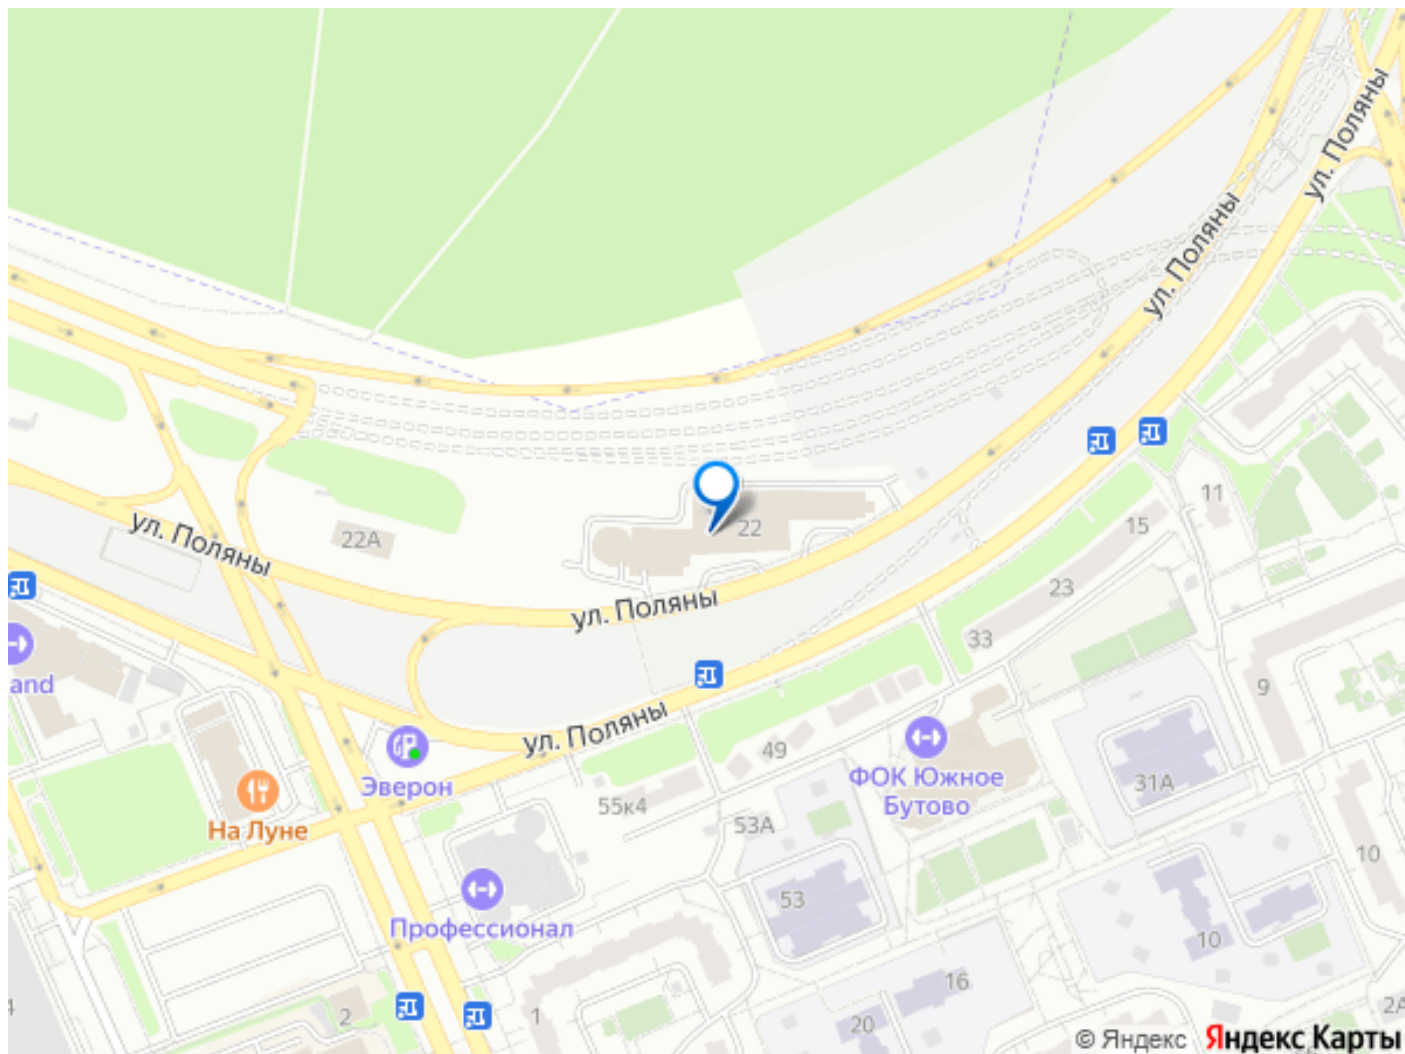 ул. Поляны
ул. Поляны
11
15
22
22А
ул. Поляны
23
ул. Поляны
33
and
9
ул. Поляны
49
Эверон
ФОК Южное
Бутово
31А
55к4
На Луне
53А
10
53
Профессионал
10
16
2
1
20
2А
4
© Яндекс Яндекс Карты